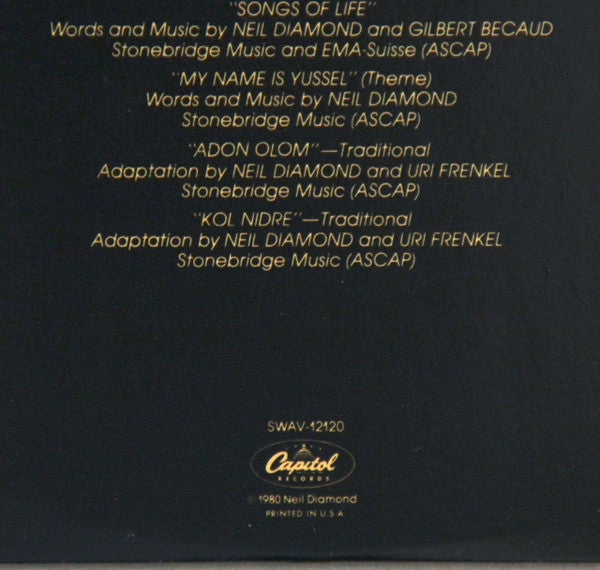 "SONGS OF LIFE"
Words and Music by NEIL DIAMOND and GILBERT BECAUD
Stonebridge Music and EMA-Suisse (ASCAP)
"MY NAME IS YUSSEL" (Theme)
Words and Music by NEIL DIAMOND
Stonebridge Music (ASCAP)
"ADON OLOM"—Traditional
Adaptation by NEIL DIAMOND and URI FRENKEL
Stonebridge Music (ASCAP)
"KOL NIDRE"—Traditional
Adaptation by NEIL DIAMOND and URI FRENKEL
Stonebridge Music (ASCAP)
SWAV-12120
Capitol
RECORDS
©1980 Neil Diamond
PRINTED IN U.S.A.